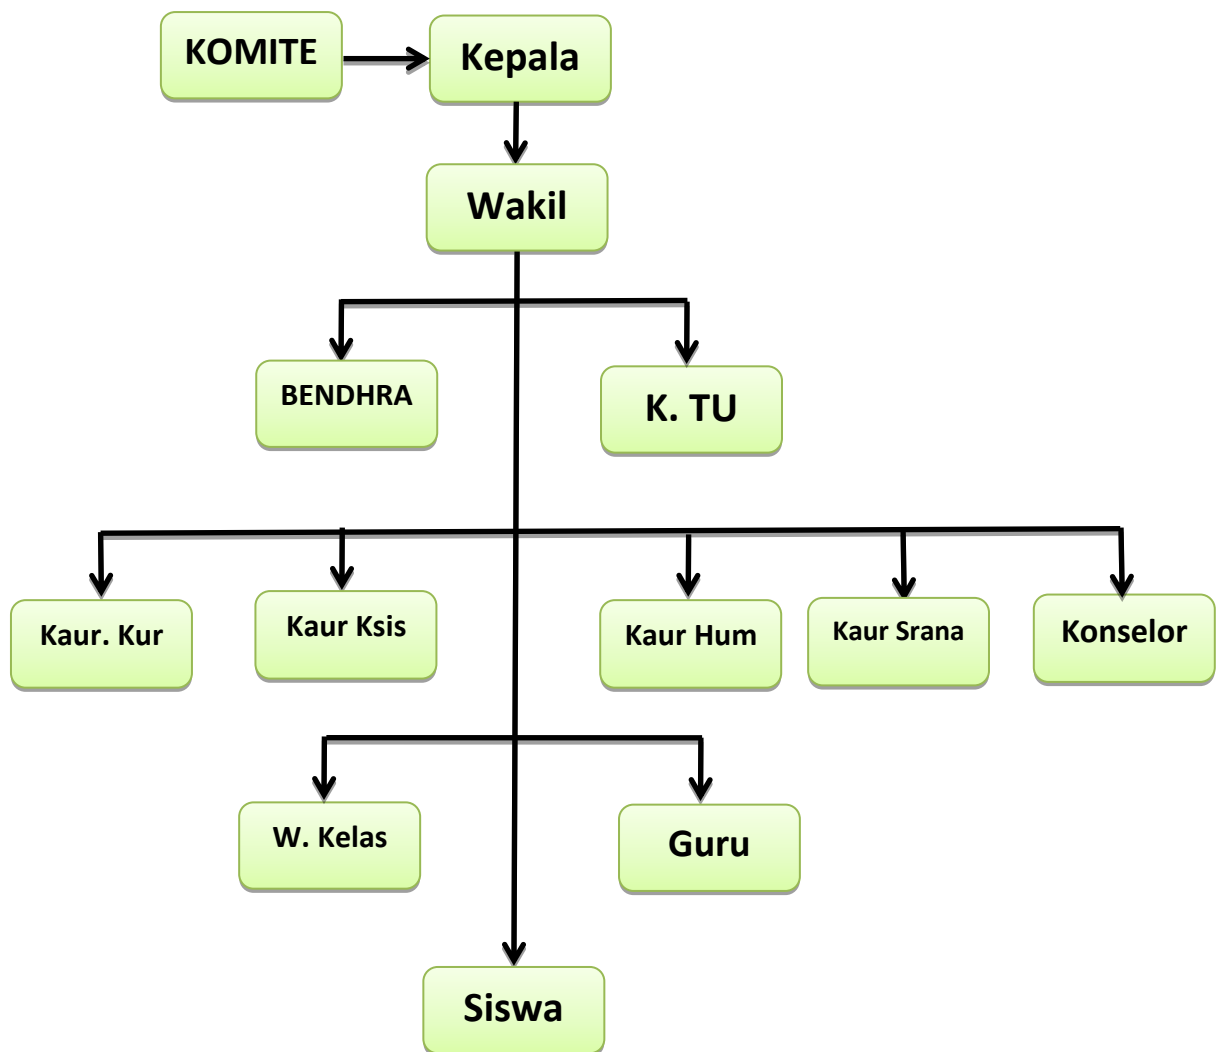 KOMITE
Kepala
Wakil
BENDHRA
K. TU
Kaur. Kur
Kaur Ksis
Kaur Hum
Kaur Srana
Konselor
W. Kelas
Guru
Siswa